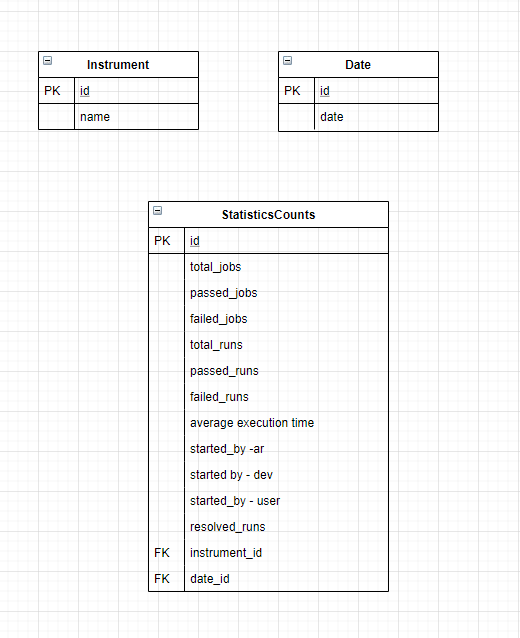 Instrument
PK id
name
Date
PK id
date
StatisticsCounts
PK id
total_jobs
passed_jobs
failed_jobs
total_runs
passed_runs
failed_runs
average execution time
started_by -ar
started by - dev
started_by - user
resolved_runs
FK instrument_id
FK date_id